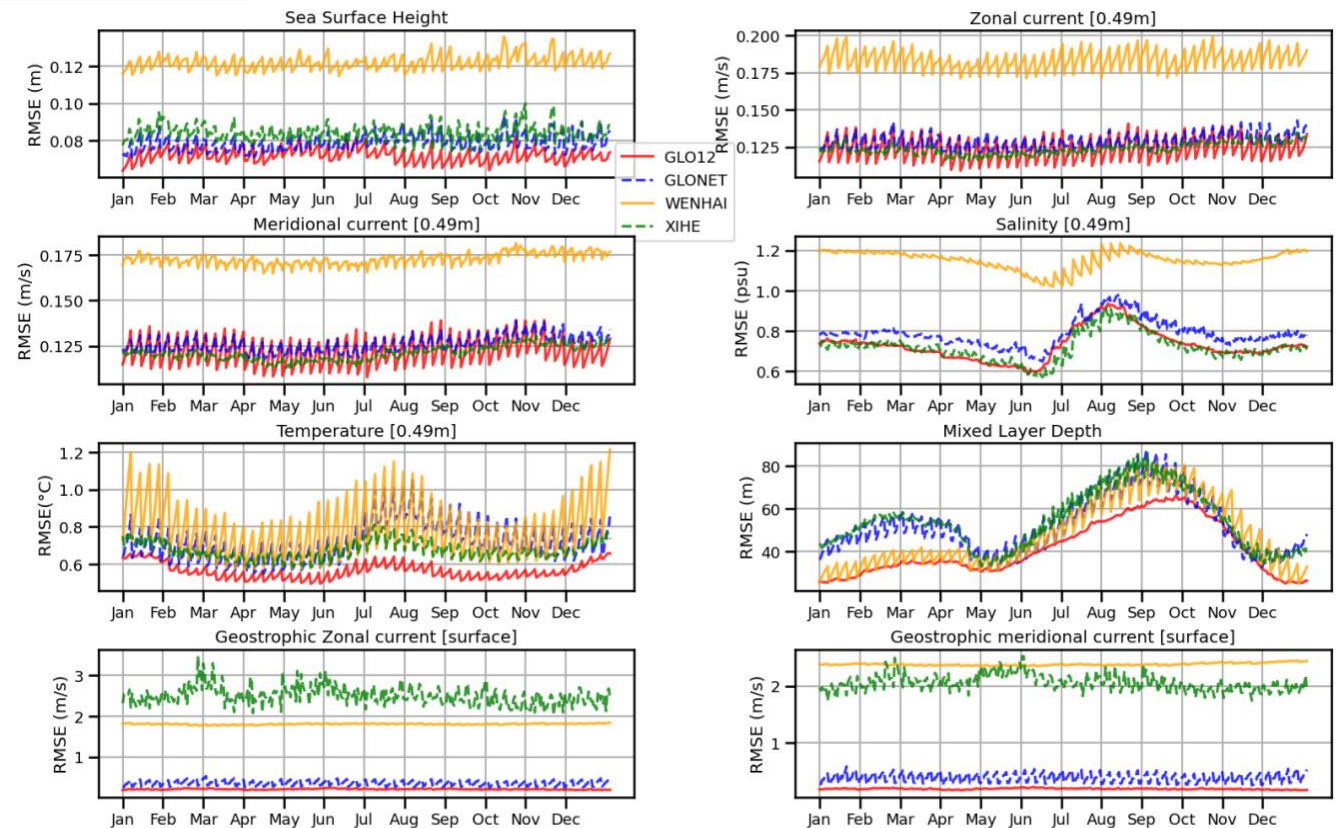 Sea Surface Height
RMSE (m)
0.12
0.10
0.08
Jan Feb Mar Apr May Jun Jul Aug Sep Oct Nov Dec
Zonal current [0.49m]
RMSE (m/s)
0.200
0.175
0.150
0.125
Jan Feb Mar Apr May Jun Jul Aug Sep Oct Nov Dec
GLO12
GLONET
WENHAI
XIHE
Meridional current [0.49m]
RMSE (m/s)
0.175
0.150
0.125
Jan Feb Mar Apr May Jun Jul Aug Sep Oct Nov Dec
Salinity [0.49m]
RMSE (psu)
1.2
1.0
0.8
0.6
Jan Feb Mar Apr May Jun Jul Aug Sep Oct Nov Dec
Temperature [0.49m]
RMSE(°C)
1.2
1.0
0.8
0.6
Jan Feb Mar Apr May Jun Jul Aug Sep Oct Nov Dec
Mixed Layer Depth
RMSE (m)
80
60
40
Jan Feb Mar Apr May Jun Jul Aug Sep Oct Nov Dec
Geostrophic Zonal current [surface]
RMSE (m/s)
3
2
1
Jan Feb Mar Apr May Jun Jul Aug Sep Oct Nov Dec
Geostrophic meridional current [surface]
RMSE (m/s)
2
1
Jan Feb Mar Apr May Jun Jul Aug Sep Oct Nov Dec